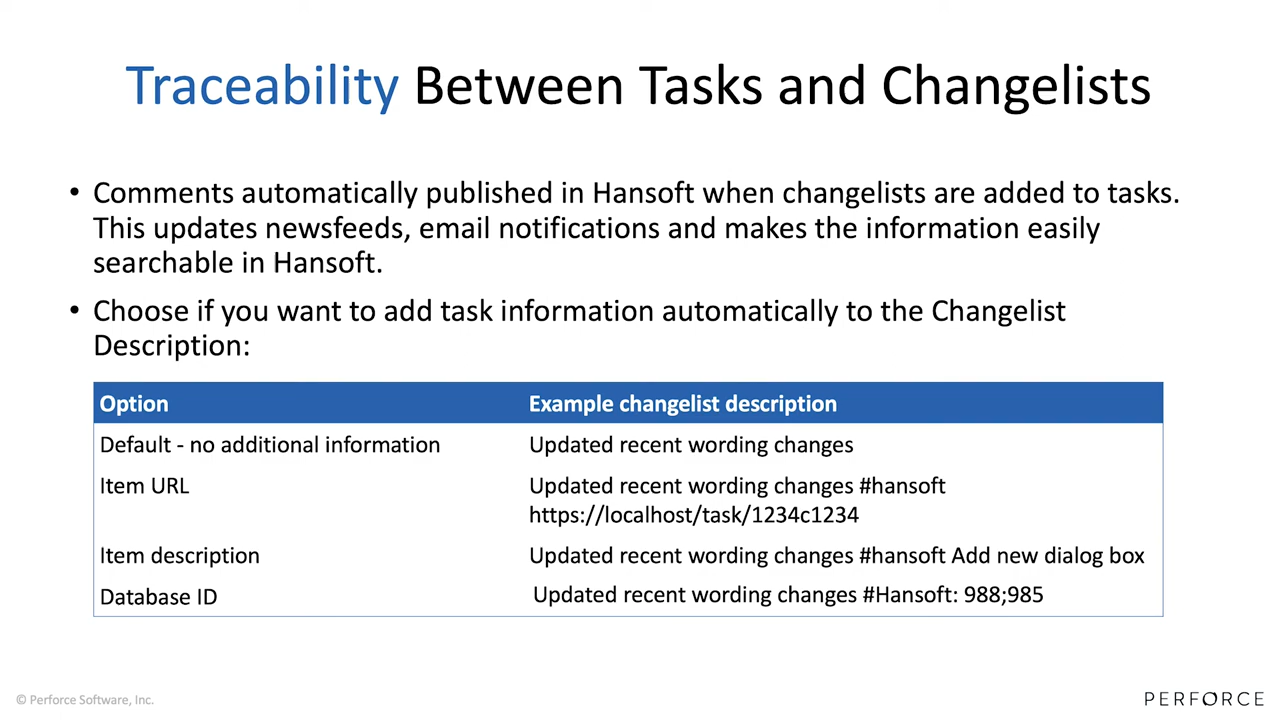 Traceability Between Tasks and Changelists
• Comments automatically published in Hansoft when changelists are added to tasks.
This updates newsfeeds, email notifications and makes the information easily
searchable in Hansoft.
• Choose if you want to add task information automatically to the Changelist
Description:
Option Example changelist description
Default - no additional information Updated recent wording changes
Item URL Updated recent wording changes #hansoft
https://localhost/task/1234c1234
Item description Updated recent wording changes #hansoft Add new dialog box
Database ID Updated recent wording changes #Hansoft: 988;985
© Perforce Software, Inc.
PERFORCE